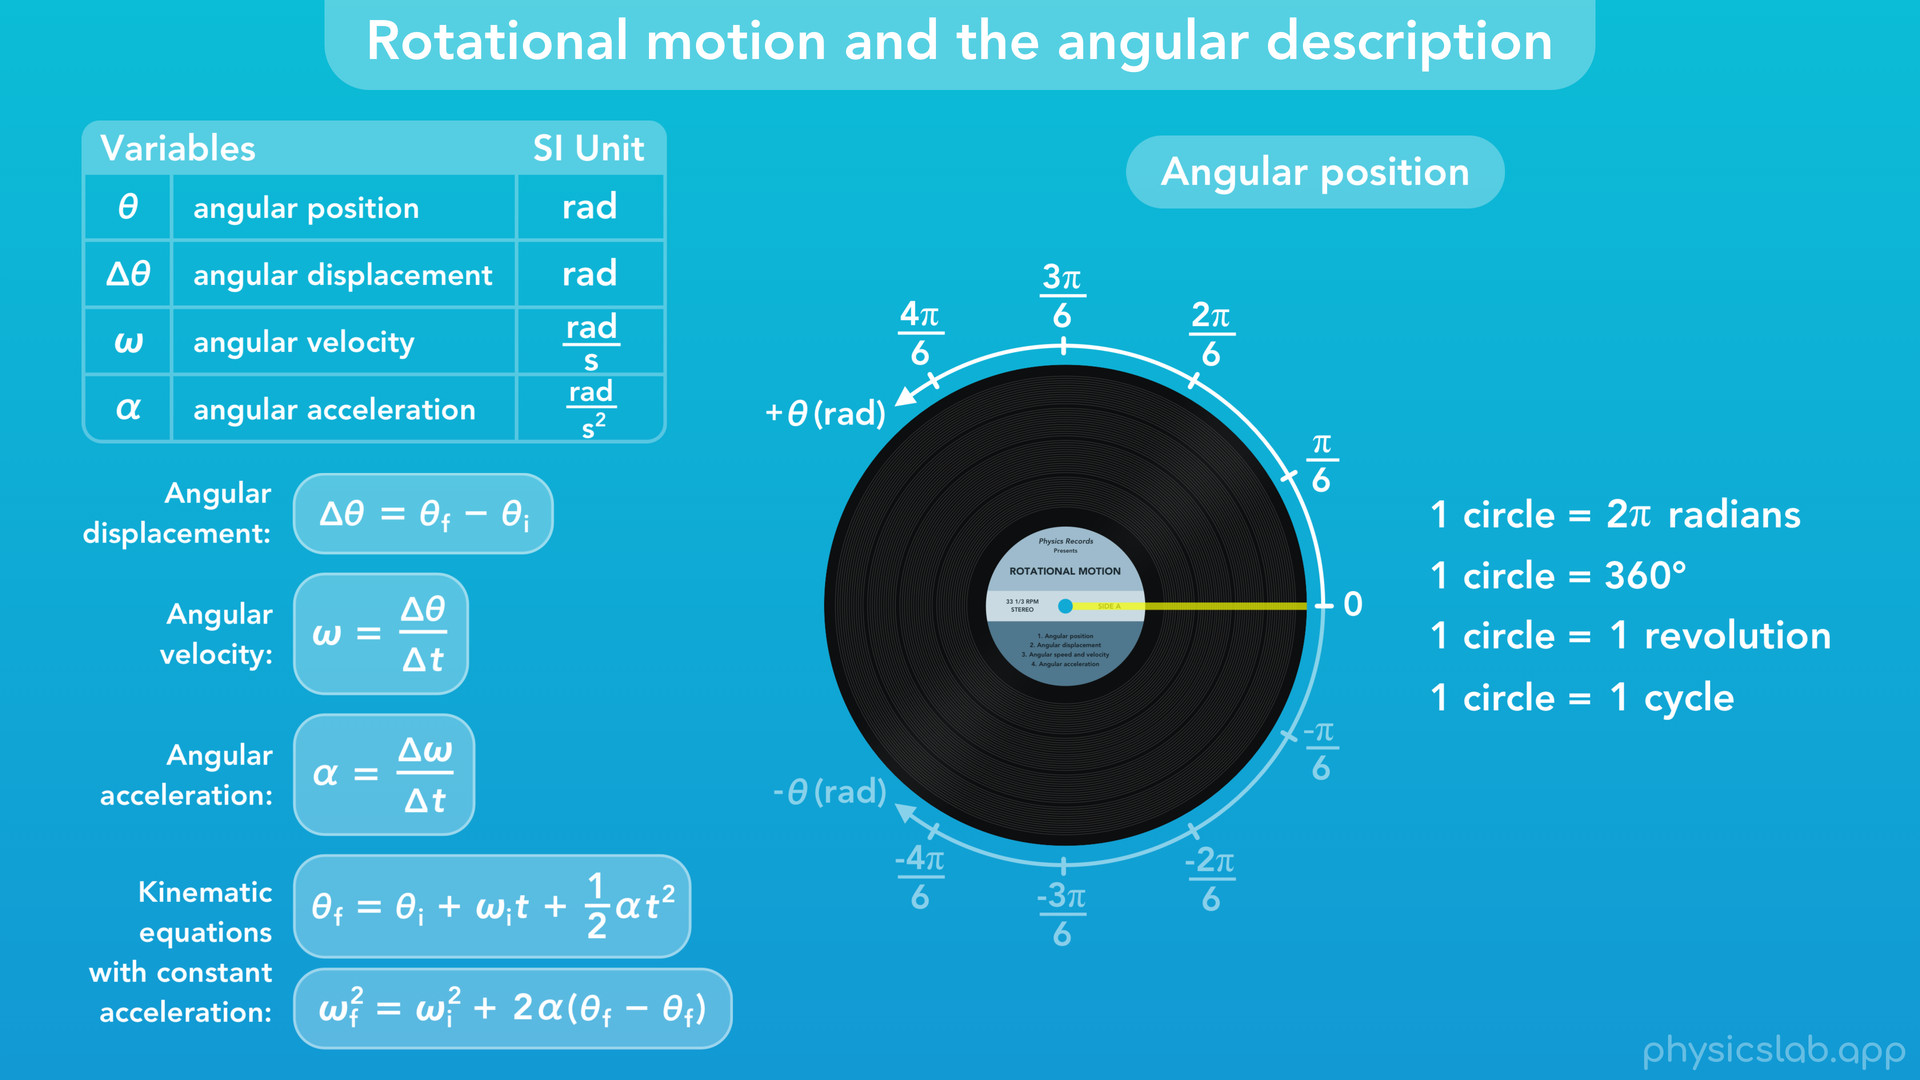 Rotational motion and the angular description
Variables SI Unit
θ angular position rad
Δθ angular displacement rad
ω angular velocity rad/s
α angular acceleration rad/s²
Angular
displacement:
Δθ = θf − θi
Angular
velocity:
ω = Δθ/Δt
Angular
acceleration:
α = Δω/Δt
Kinematic
equations
with constant
acceleration:
θf = θi + ωit + 1/2 αt²
ωf² = ωi² + 2α(θf − θf)
Angular position
+θ (rad)
4π/6
3π/6
2π/6
π/6
0
-π/6
-2π/6
-3π/6
-4π/6
-θ (rad)
Physics Records
Presents
ROTATIONAL MOTION
33 1/3 RPM
STEREO
SIDE A
1. Angular position
2. Angular displacement
3. Angular speed and velocity
4. Angular acceleration
1 circle = 2π radians
1 circle = 360°
1 circle = 1 revolution
1 circle = 1 cycle
physicslab.app